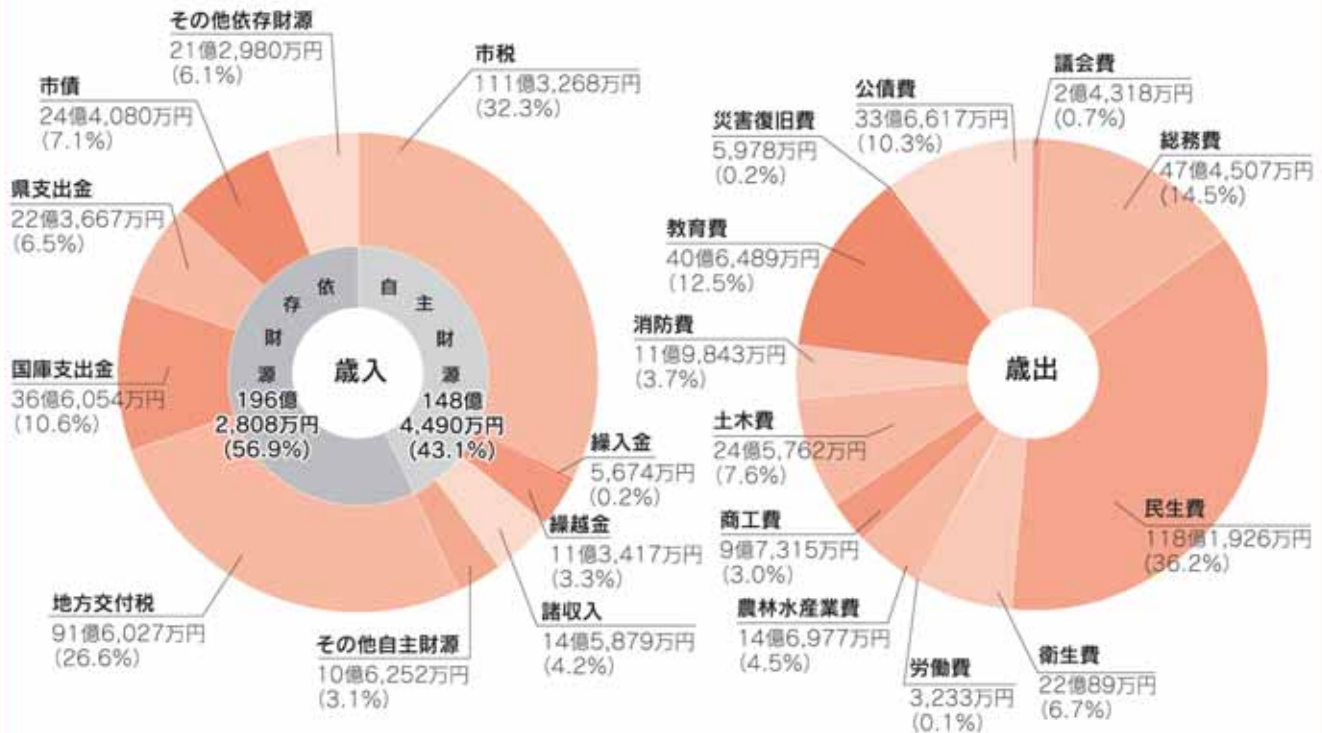 その他依存財源
21億2,980万円
(6.1%)
市税
111億3,268万円
(32.3%)
市債
24億4,080万円
(7.1%)
県支出金
22億3,667万円
(6.5%)
国庫支出金
36億6,054万円
(10.6%)
地方交付税
91億6,027万円
(26.6%)
その他自主財源
10億6,252万円
(3.1%)
諸収入
14億5,879万円
(4.2%)
繰越金
11億3,417万円
(3.3%)
繰入金
5,674万円
(0.2%)
依存財源
196億
2,808万円
(56.9%)
歳入
自主財源
148億
4,490万円
(43.1%)
議会費
2億4,318万円
(0.7%)
総務費
47億4,507万円
(14.5%)
公債費
33億6,617万円
(10.3%)
災害復旧費
5,978万円
(0.2%)
教育費
40億6,489万円
(12.5%)
消防費
11億9,843万円
(3.7%)
土木費
24億5,762万円
(7.6%)
商工費
9億7,315万円
(3.0%)
農林水産業費
14億6,977万円
(4.5%)
労働費
3,233万円
(0.1%)
衛生費
22億89万円
(6.7%)
民生費
118億1,926万円
(36.2%)
歳出